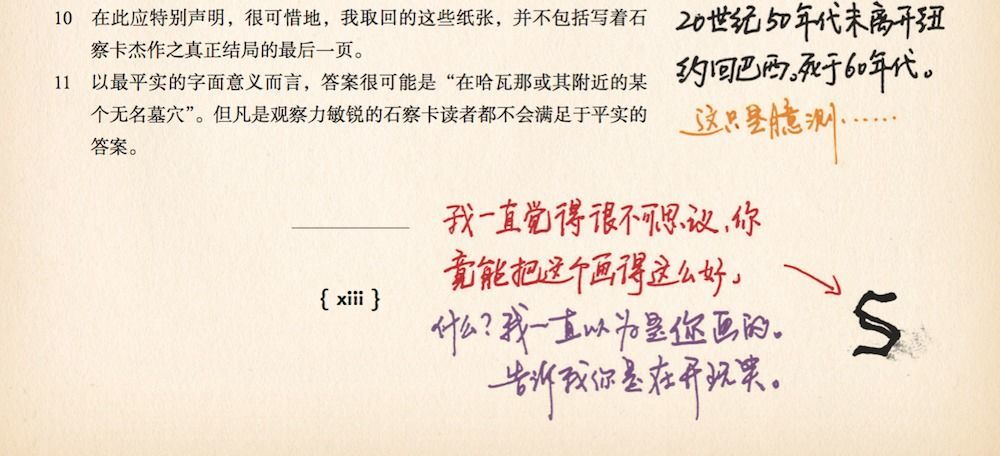 10 在此应特别声明，很可惜地，我取回的这些纸张，并不包括写着石
察卡杰作之真正结局的最后一页。
11 以最平实的字面意义而言，答案很可能是“在哈瓦那或其附近的某
个无名墓穴”。但凡是观察力敏锐的石察卡读者都不会满足于平实的
答案。
20世纪50年代末离开纽
约回巴西。死于60年代。
这只是臆测……
我一直觉得很不可思议，你
竟能把这个画得这么好。
S
{ xiii }
什么？我一直以为是你画的。
告诉我你是在开玩笑。